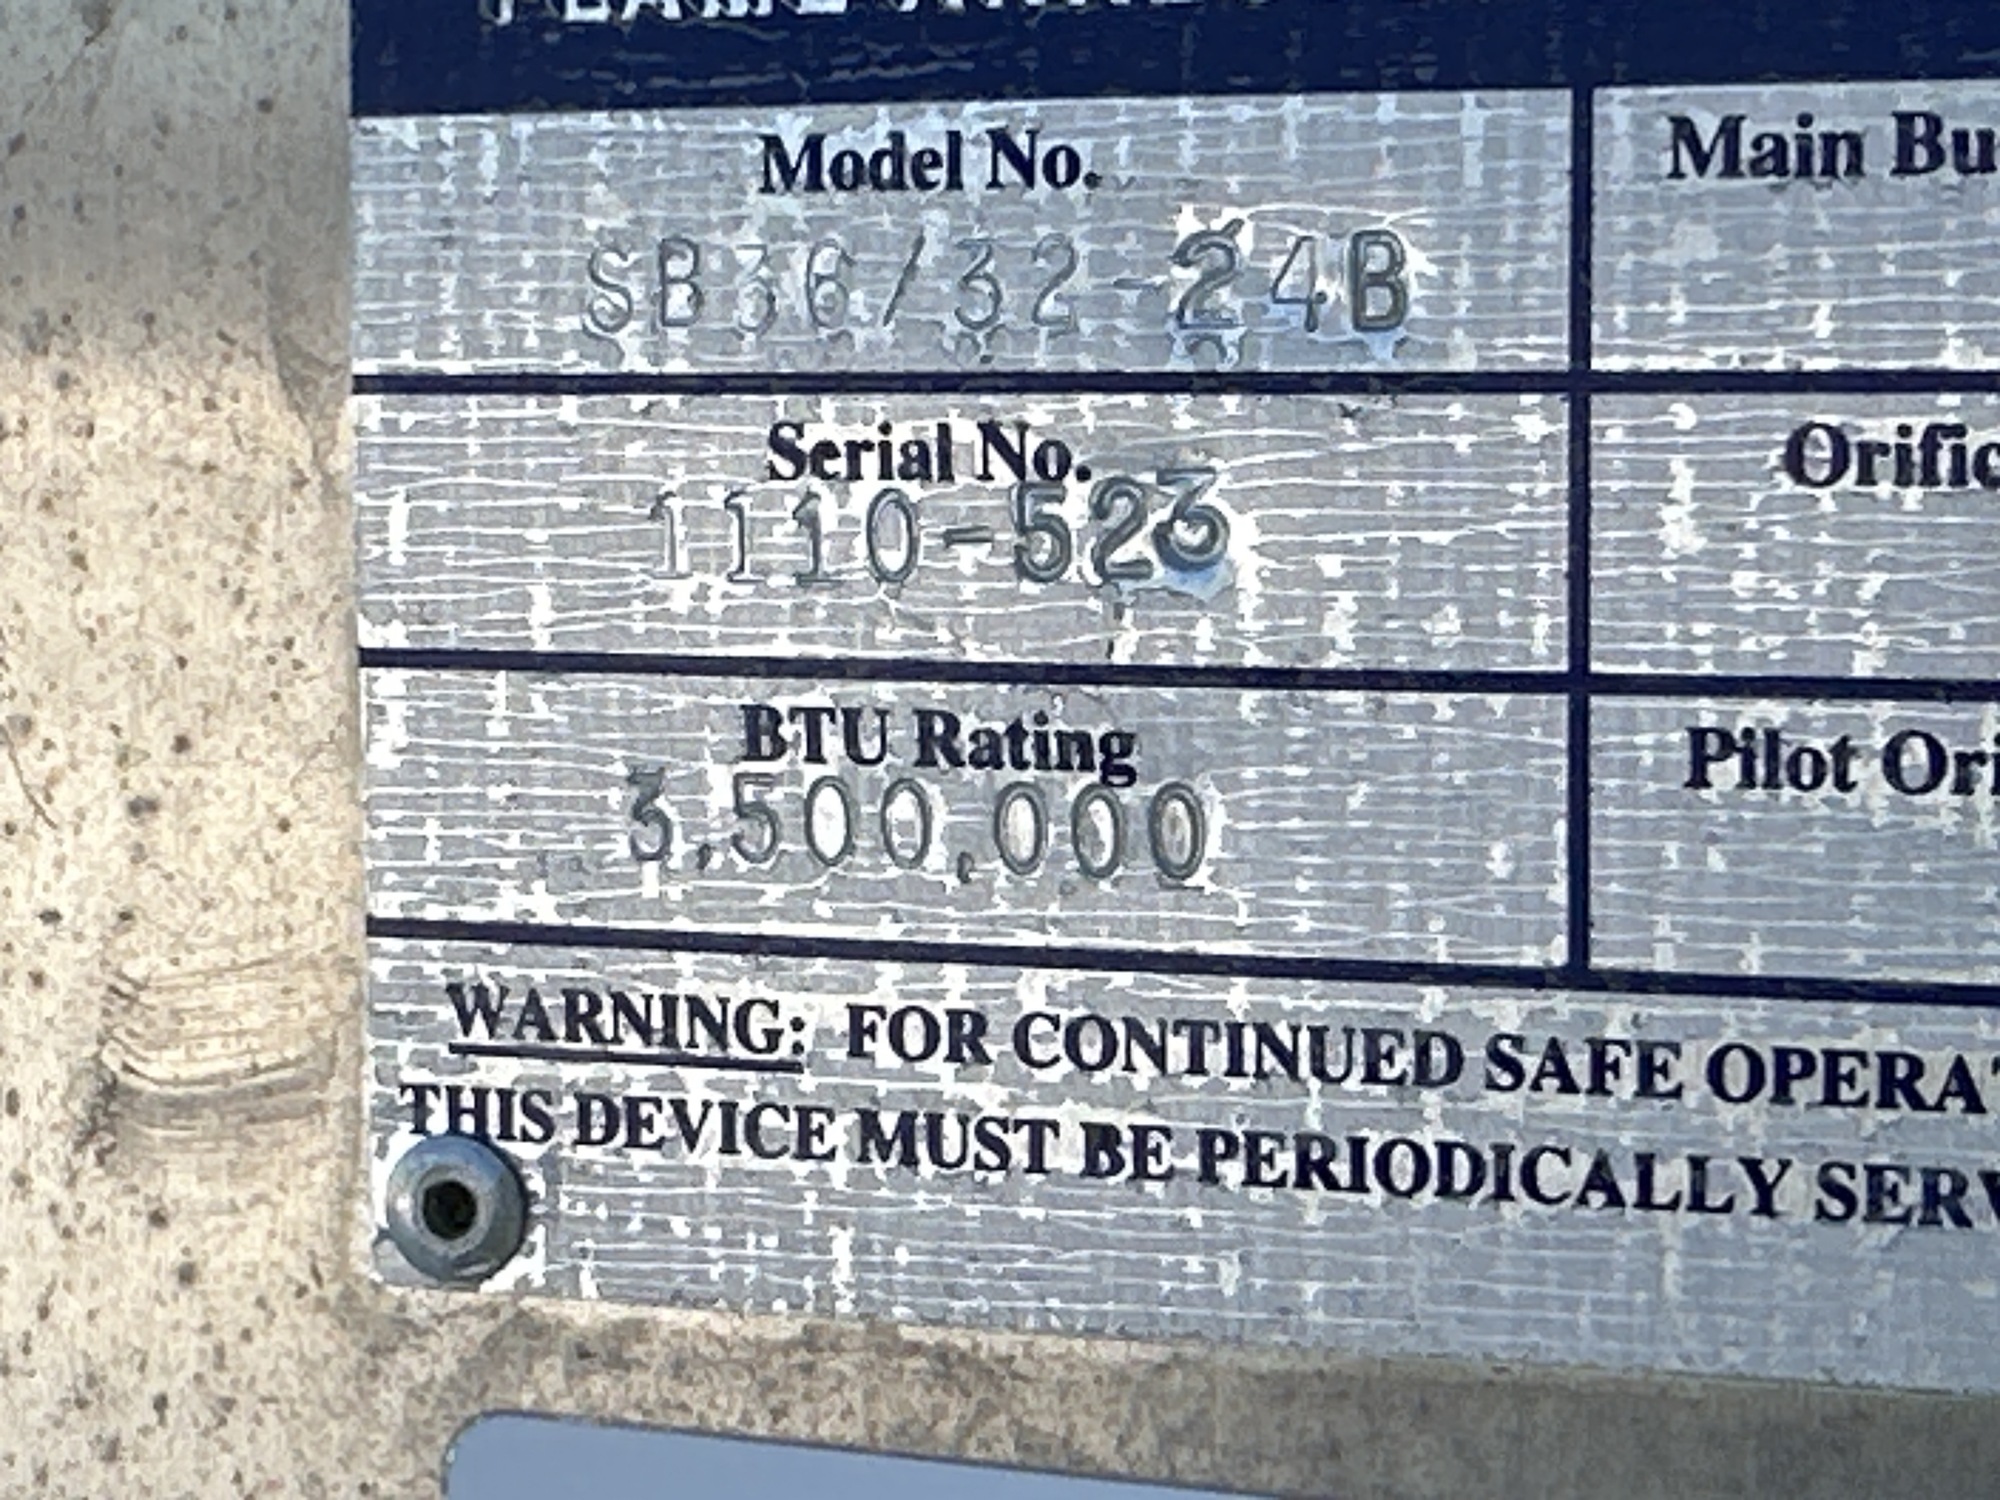 Model No.
SB36/32-24B
Main Bu
Serial No.
1110-523
Orific
BTU Rating
3,500,000
Pilot Ori
WARNING: FOR CONTINUED SAFE OPERAT
THIS DEVICE MUST BE PERIODICALLY SERV